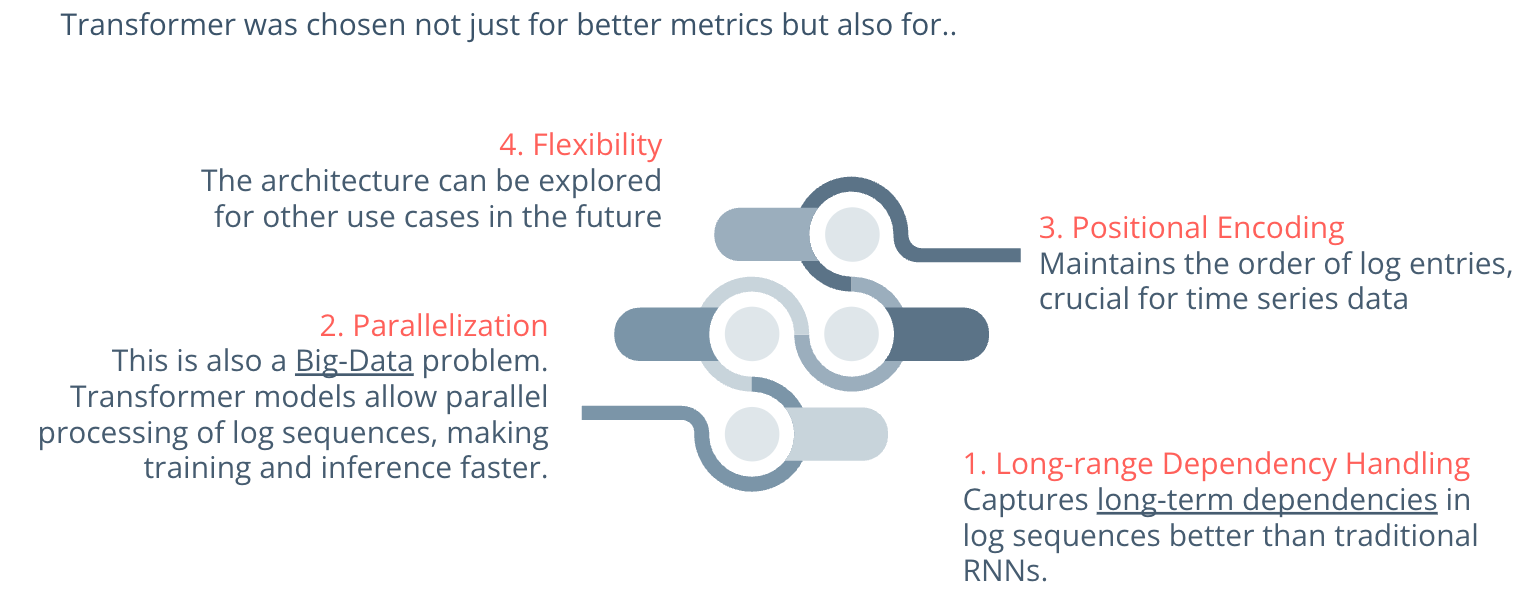 Transformer was chosen not just for better metrics but also for..
4. Flexibility
The architecture can be explored
for other use cases in the future
3. Positional Encoding
Maintains the order of log entries,
crucial for time series data
2. Parallelization
This is also a Big-Data problem.
Transformer models allow parallel
processing of log sequences, making
training and inference faster.
1. Long-range Dependency Handling
Captures long-term dependencies in
log sequences better than traditional
RNNs.